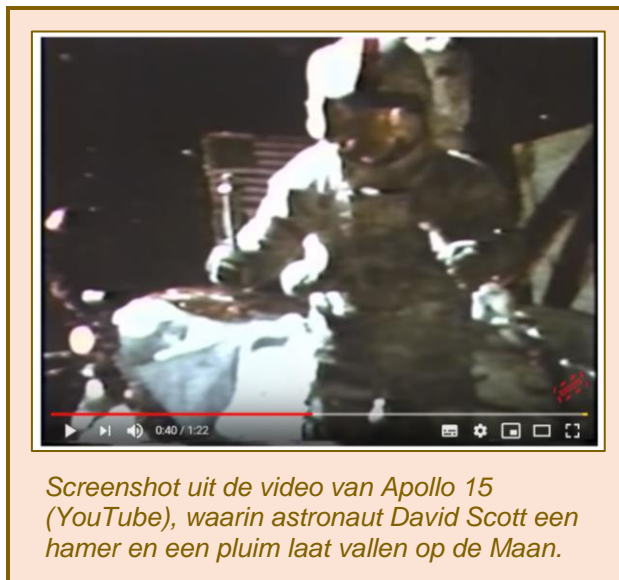 0:40 / 1:22
Screenshot uit de video van Apollo 15
(YouTube), waarin astronaut David Scott een
hamer en een pluim laat vallen op de Maan.